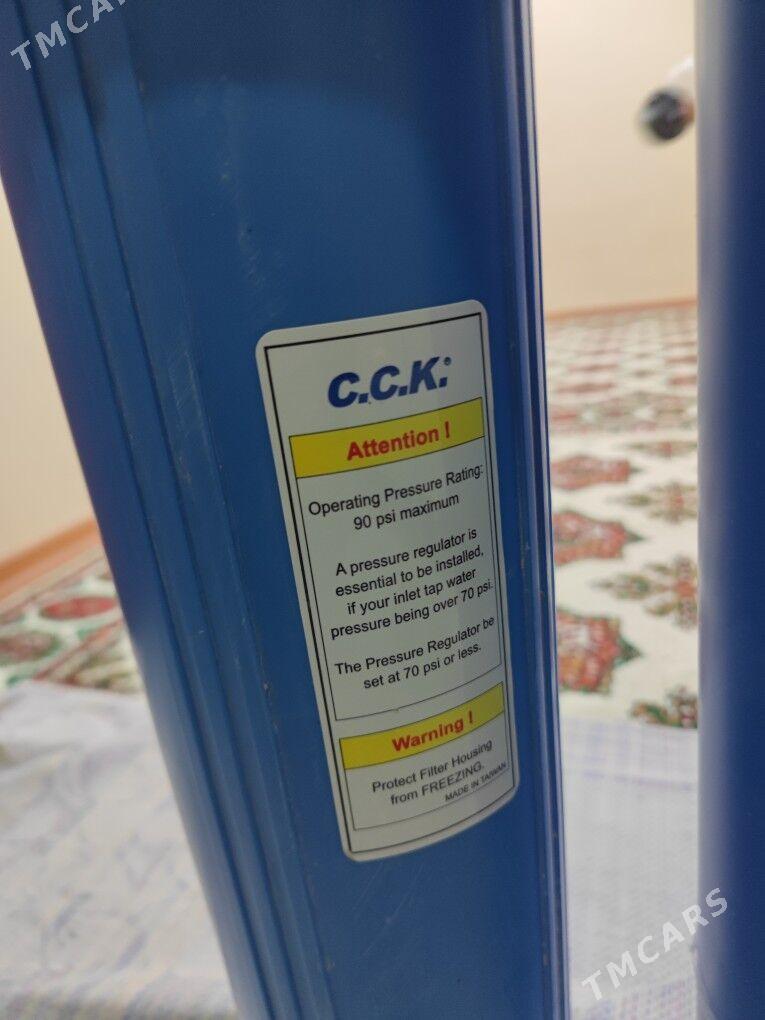 TMCARS
C.C.K.®
Attention !
Operating Pressure Rating:
90 psi maximum
A pressure regulator is
essential to be installed,
if your inlet tap water
pressure being over 70 psi.
The Pressure Regulator be
set at 70 psi or less.
Warning !
Protect Filter Housing
from FREEZING.
MADE IN TAIWAN
TMCARS